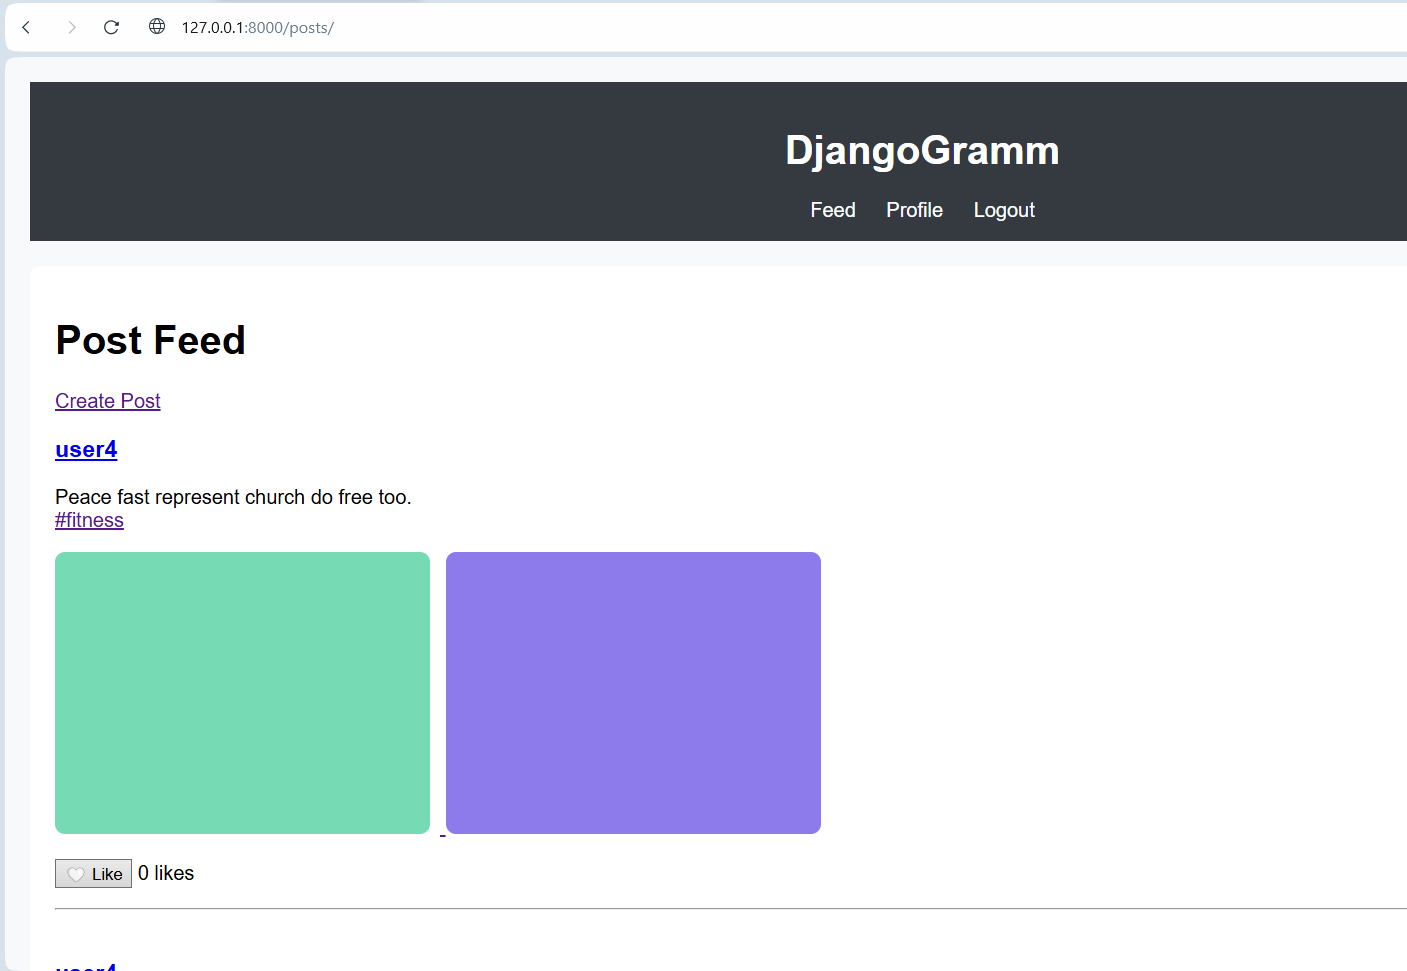 127.0.0.1:8000/posts/
DjangoGramm
Feed Profile Logout
Post Feed
Create Post
user4
Peace fast represent church do free too.
#fitness
Like 0 likes
user4